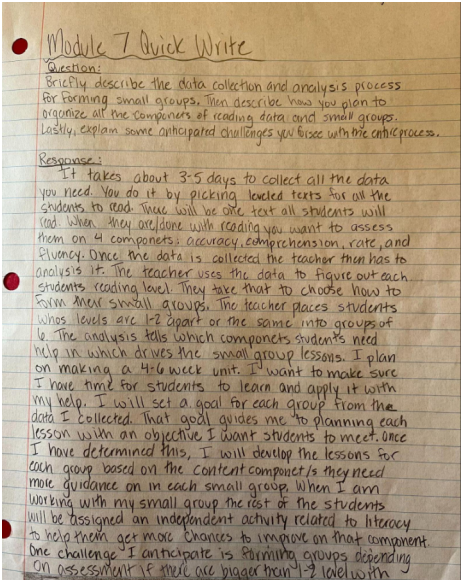 Module 7 Quick Write
Question:
Briefly describe the data collection and analysis process
for forming small groups. Then describe how you plan to
organize all the componets of reading data and small groups.
Lastly, explain some anticipated challenges you forsee with the entire process.
Response:
It takes about 3-5 days to collect all the data
you need. You do it by picking leveled texts for all the
students to read. There will be one text all students will
read. When they are done with reading you want to assess
them on 4 componets: accuracy, comprehension, rate, and
fluency. Once the data is collected the teacher then has to
analysis it. The teacher uses the data to figure out each
students reading level. They take that to choose how to
form their small groups. The teacher places students
whos levels are 1-2 apart or the same into groups of
6. The analysis tells which componets students need
help in which drives the small group lessons. I plan
on making a 4-6 week unit. I want to make sure
I have time for students to learn and apply it with
my help. I will set a goal for each group from the
data I collected. That goal guides me to planning each
lesson with an objective I want students to meet. Once
I have determined this, I will develop the lessons for
each group based on the content componet/s they need
more guidance on in each small group. When I am
working with my small group the rest of the students
will be assigned an independent activity related to literacy
to help them get more chances to improve on that component.
One challenge I anticipate is forming groups depending
on assessment if there are bigger than 1-2 level with